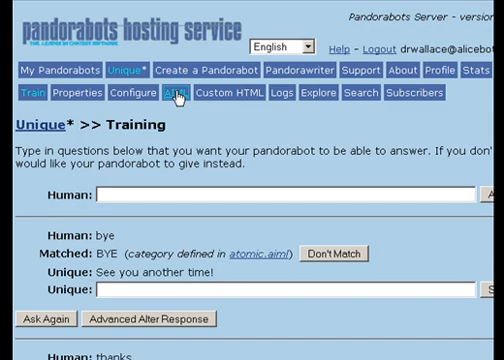 Pandorabots Server - version
pandorabots hosting service
English Help - Logout drwallace@alicebot
My Pandorabots Unique* Create a Pandorabot Pandorawriter Support About Profile Stats
Train Properties Configure AIML Custom HTML Logs Explore Search Subscribers
Unique* >> Training
Type in questions below that you want your pandorabot to be able to answer. If you don'
would like your pandorabot to give instead.
Human:
Human: bye
Matched: BYE (category defined in atomic.aiml) Don't Match
Unique: See you another time!
Unique:
Ask Again Advanced Alter Response
Human: thanks